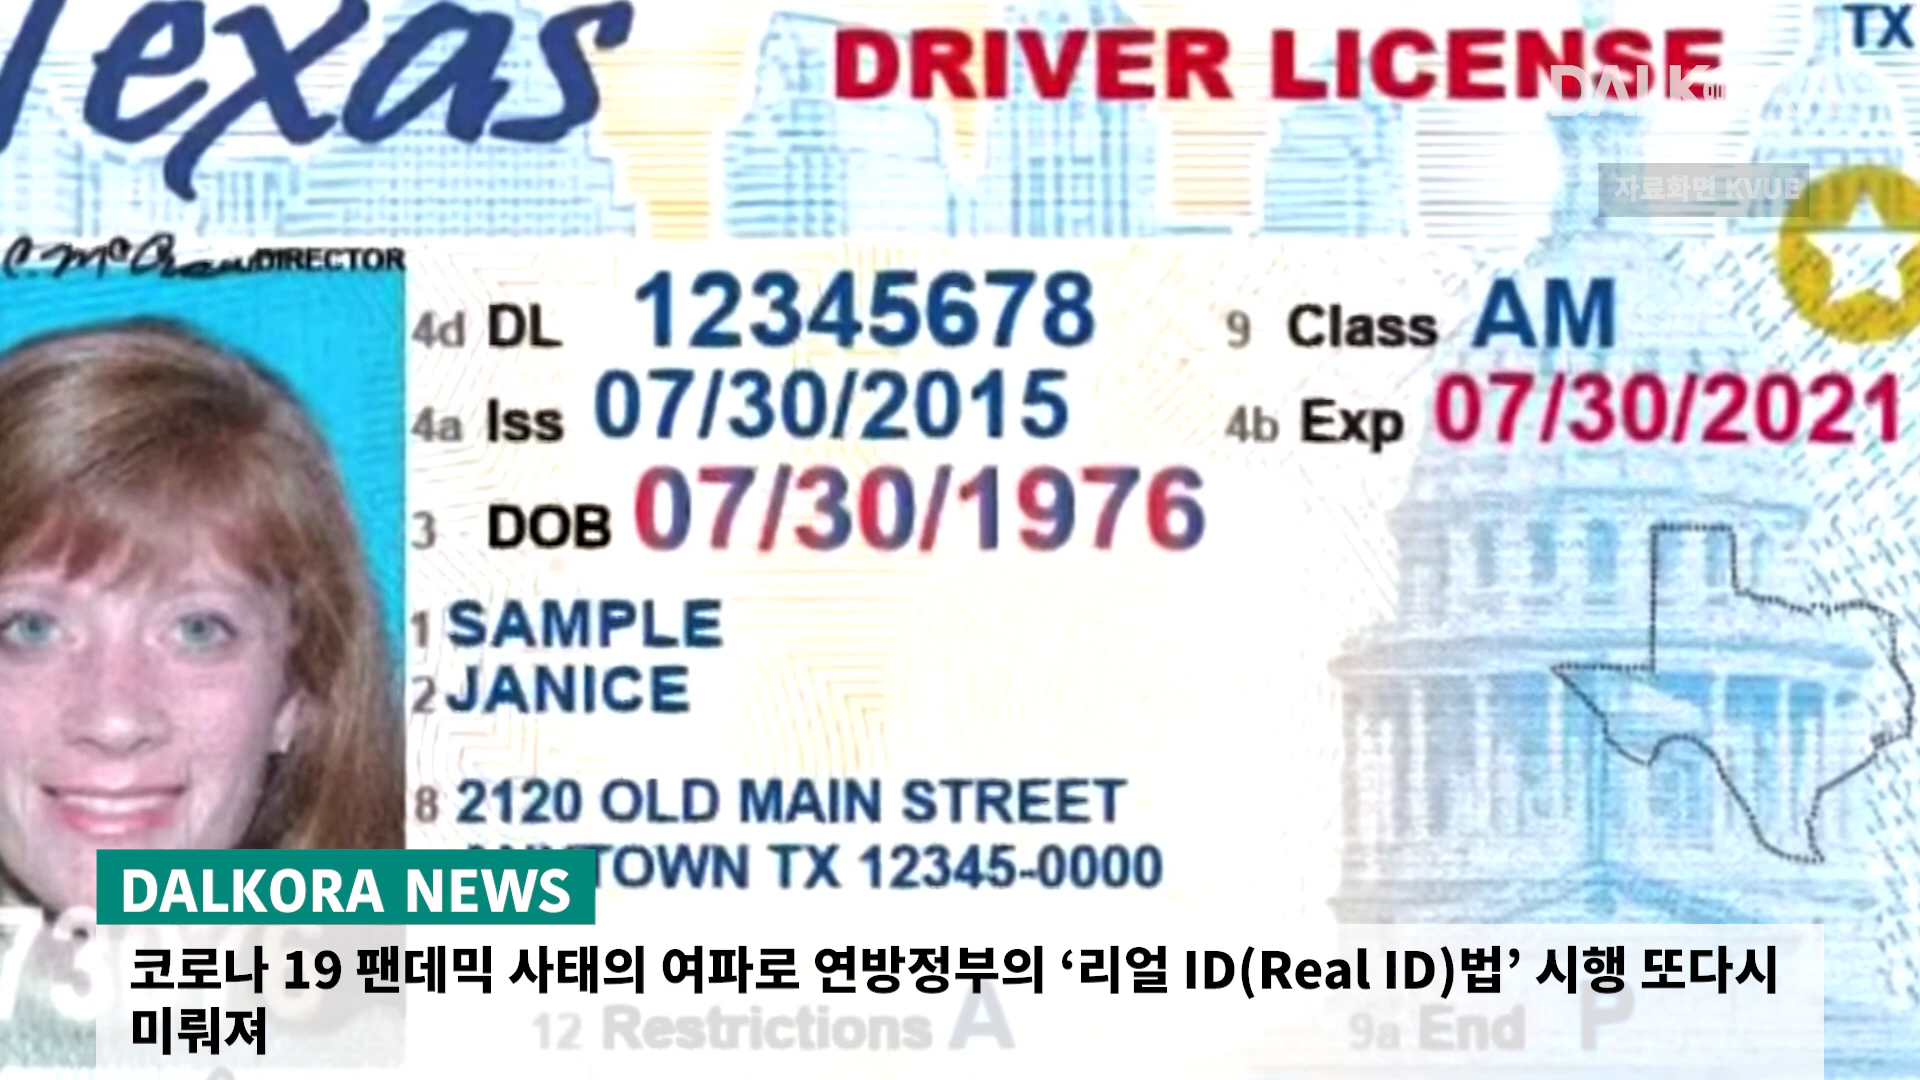 Texas
DRIVER LICENSE
TX
DALKORA
자료화면 KVUE
DIRECTOR
4d DL 12345678
9 Class AM
4a Iss 07/30/2015
4b Exp 07/30/2021
3 DOB 07/30/1976
1 SAMPLE
2 JANICE
8 2120 OLD MAIN STREET
TOWN TX 12345-0000
DALKORA NEWS
코로나 19 팬데믹 사태의 여파로 연방정부의 ‘리얼 ID(Real ID)법’ 시행 또다시
미뤄져
12 Restrictions A
9a End P